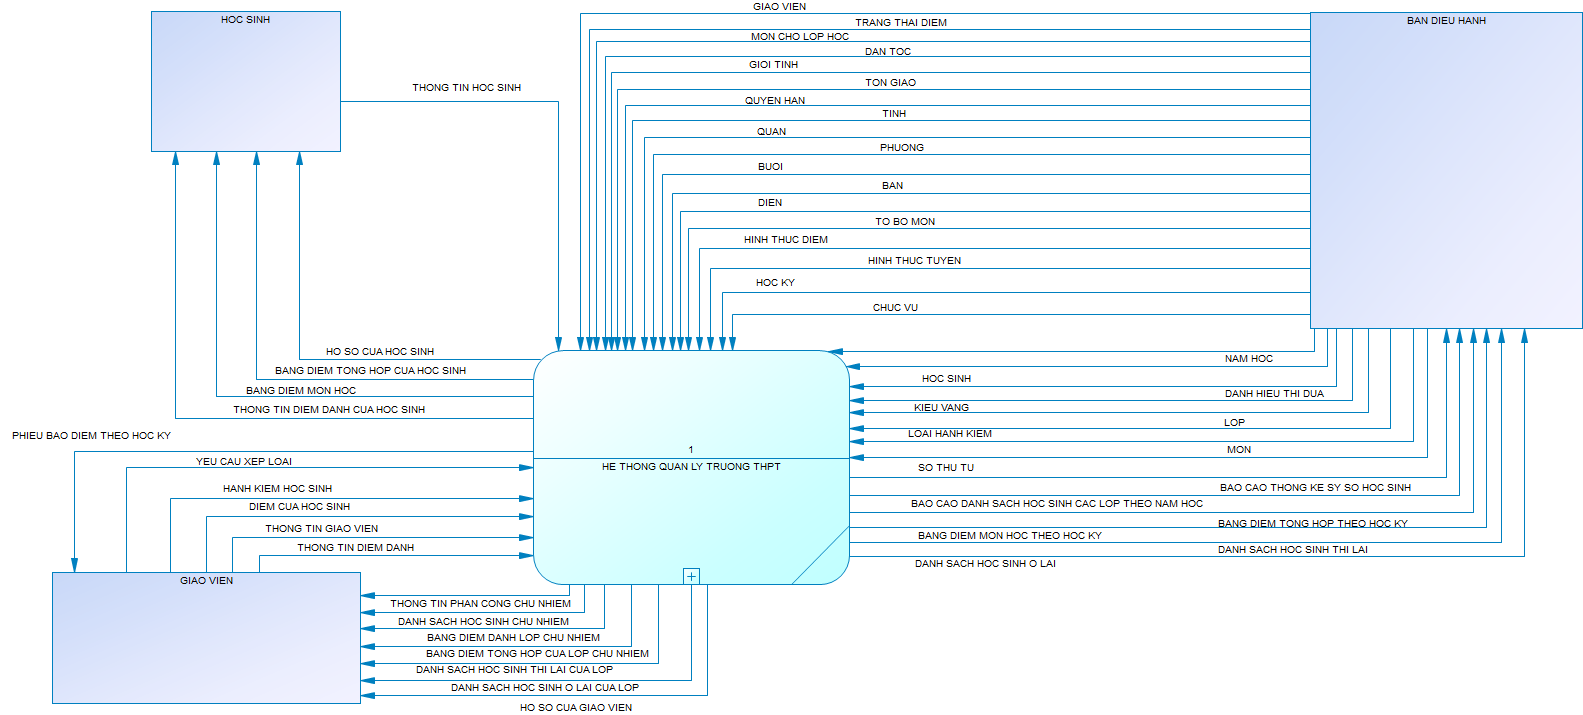 HOC SINH
THONG TIN HOC SINH
GIAO VIEN
TRANG THAI DIEM
MON CHO LOP HOC
DAN TOC
GIOI TINH
TON GIAO
QUYEN HAN
TINH
QUAN
PHUONG
BUOI
BAN
DIEN
TO BO MON
HINH THUC DIEM
HINH THUC TUYEN
HOC KY
CHUC VU
BAN DIEU HANH
HO SO CUA HOC SINH
BANG DIEM TONG HOP CUA HOC SINH
BANG DIEM MON HOC
THONG TIN DIEM DANH CUA HOC SINH
PHIEU BAO DIEM THEO HOC KY
YEU CAU XEP LOAI
HANH KIEM HOC SINH
DIEM CUA HOC SINH
THONG TIN GIAO VIEN
THONG TIN DIEM DANH
1
HE THONG QUAN LY TRUONG THPT
NAM HOC
HOC SINH
DANH HIEU THI DUA
KIEU VANG
LOP
LOAI HANH KIEM
MON
SO THU TU
BAO CAO THONG KE SY SO HOC SINH
BAO CAO DANH SACH HOC SINH CAC LOP THEO NAM HOC
BANG DIEM TONG HOP THEO HOC KY
BANG DIEM MON HOC THEO HOC KY
DANH SACH HOC SINH THI LAI
DANH SACH HOC SINH O LAI
GIAO VIEN
THONG TIN PHAN CONG CHU NHIEM
DANH SACH HOC SINH CHU NHIEM
BANG DIEM DANH LOP CHU NHIEM
BANG DIEM TONG HOP CUA LOP CHU NHIEM
DANH SACH HOC SINH THI LAI CUA LOP
DANH SACH HOC SINH O LAI CUA LOP
HO SO CUA GIAO VIEN